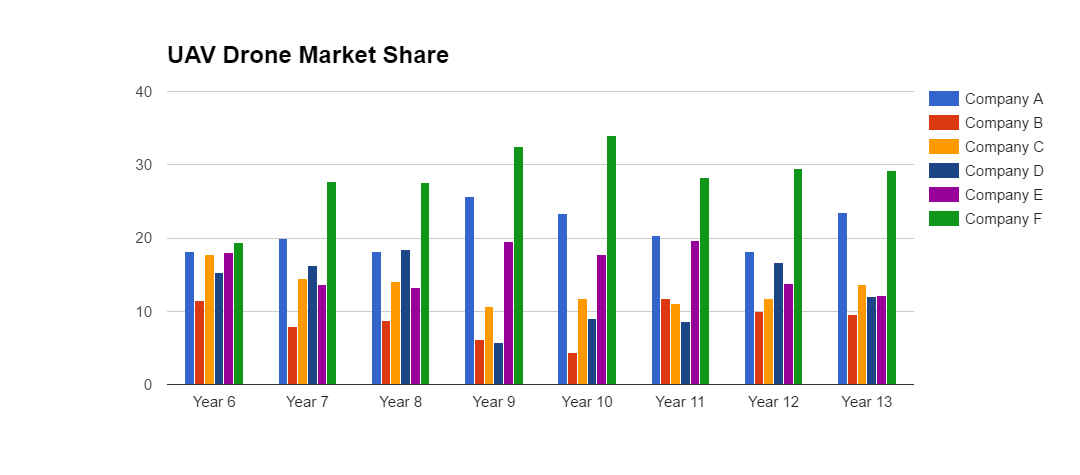 UAV Drone Market Share
40
30
20
10
0
Year 6
Year 7
Year 8
Year 9
Year 10
Year 11
Year 12
Year 13
Company A
Company B
Company C
Company D
Company E
Company F